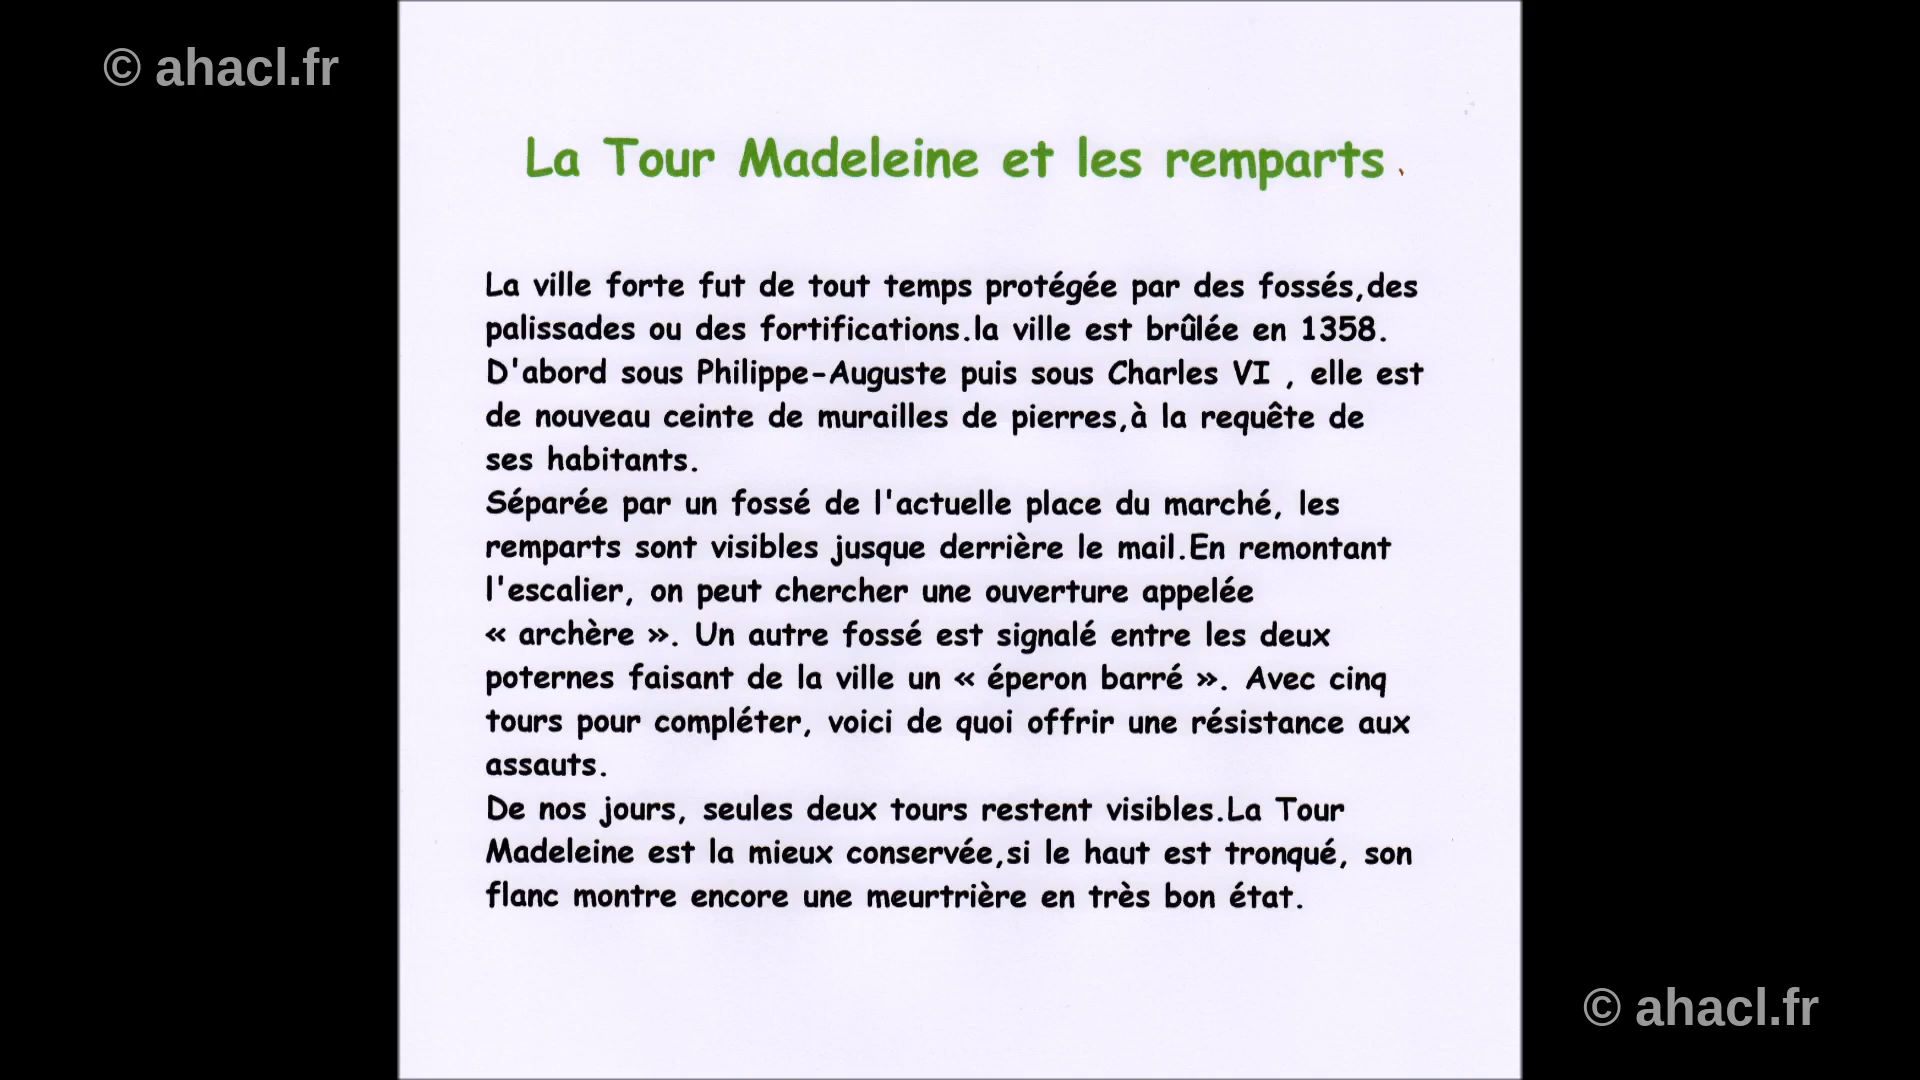 © ahacl.fr
La Tour Madeleine et les remparts
La ville forte fut de tout temps protégée par des fossés,des
palissades ou des fortifications.la ville est brûlée en 1358.
D'abord sous Philippe-Auguste puis sous Charles VI , elle est
de nouveau ceinte de murailles de pierres,à la requête de
ses habitants.
Séparée par un fossé de l'actuelle place du marché, les
remparts sont visibles jusque derrière le mail.En remontant
l'escalier, on peut chercher une ouverture appelée
« archère ». Un autre fossé est signalé entre les deux
poternes faisant de la ville un « éperon barré ». Avec cinq
tours pour compléter, voici de quoi offrir une résistance aux
assauts.
De nos jours, seules deux tours restent visibles.La Tour
Madeleine est la mieux conservée,si le haut est tronqué, son
flanc montre encore une meurtrière en très bon état.
© ahacl.fr